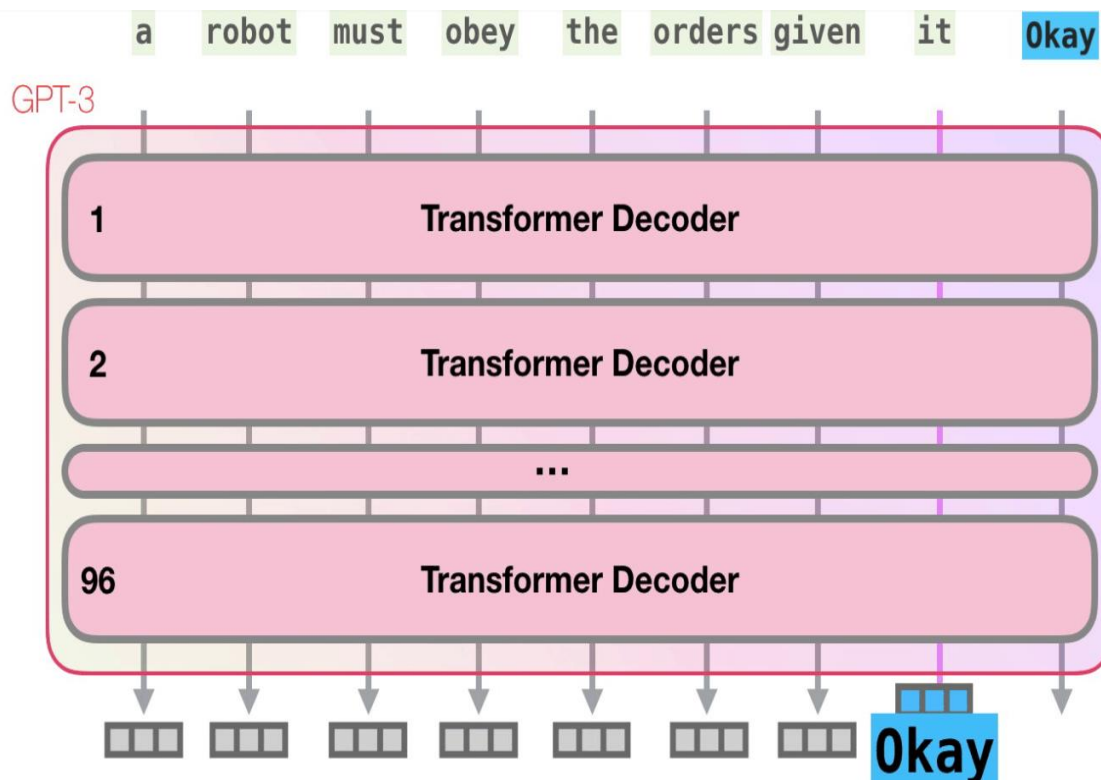 a robot must obey the orders given it Okay
GPT-3
1 Transformer Decoder
2 Transformer Decoder
...
96 Transformer Decoder
Okay